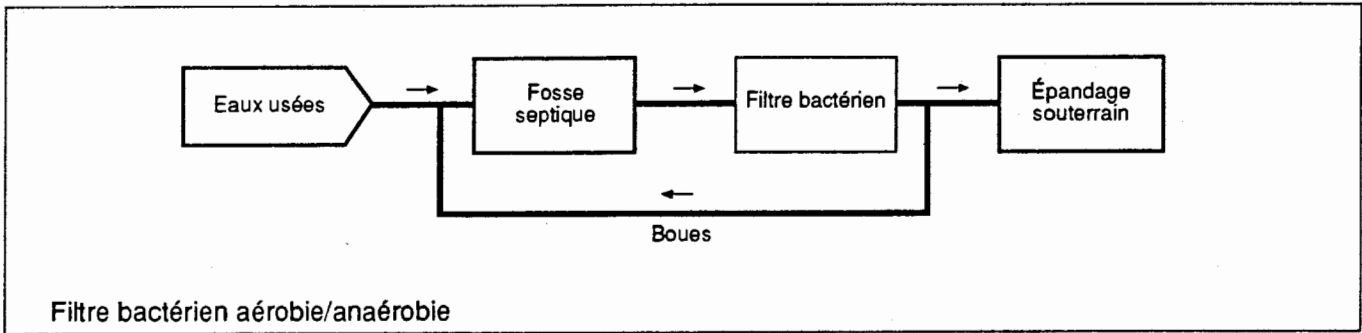 Eaux usées
Fosse
septique
Filtre bactérien
Épandage
souterrain
Boues
Filtre bactérien aérobie/anaérobie